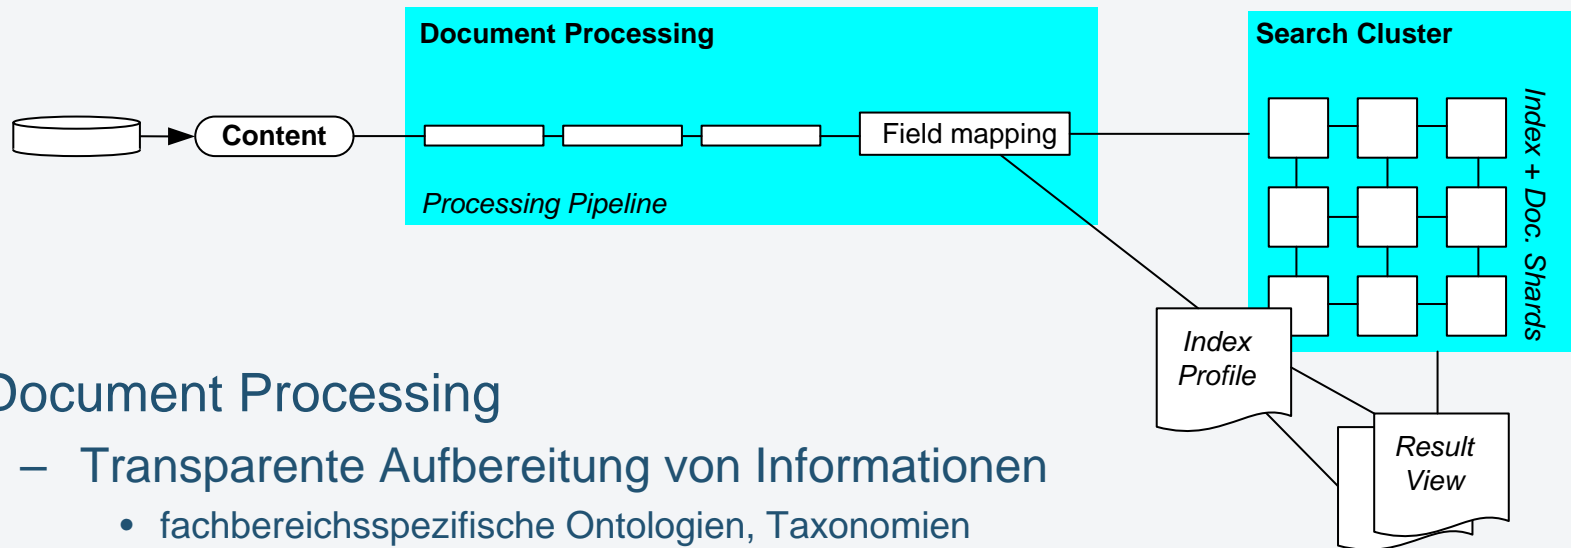 Document Processing
Search Cluster
Content
Field mapping
Processing Pipeline
Index + Doc. Shards
Index
Profile
Result
View
Document Processing
– Transparente Aufbereitung von Informationen
• fachbereichsspezifische Ontologien, Taxonomien